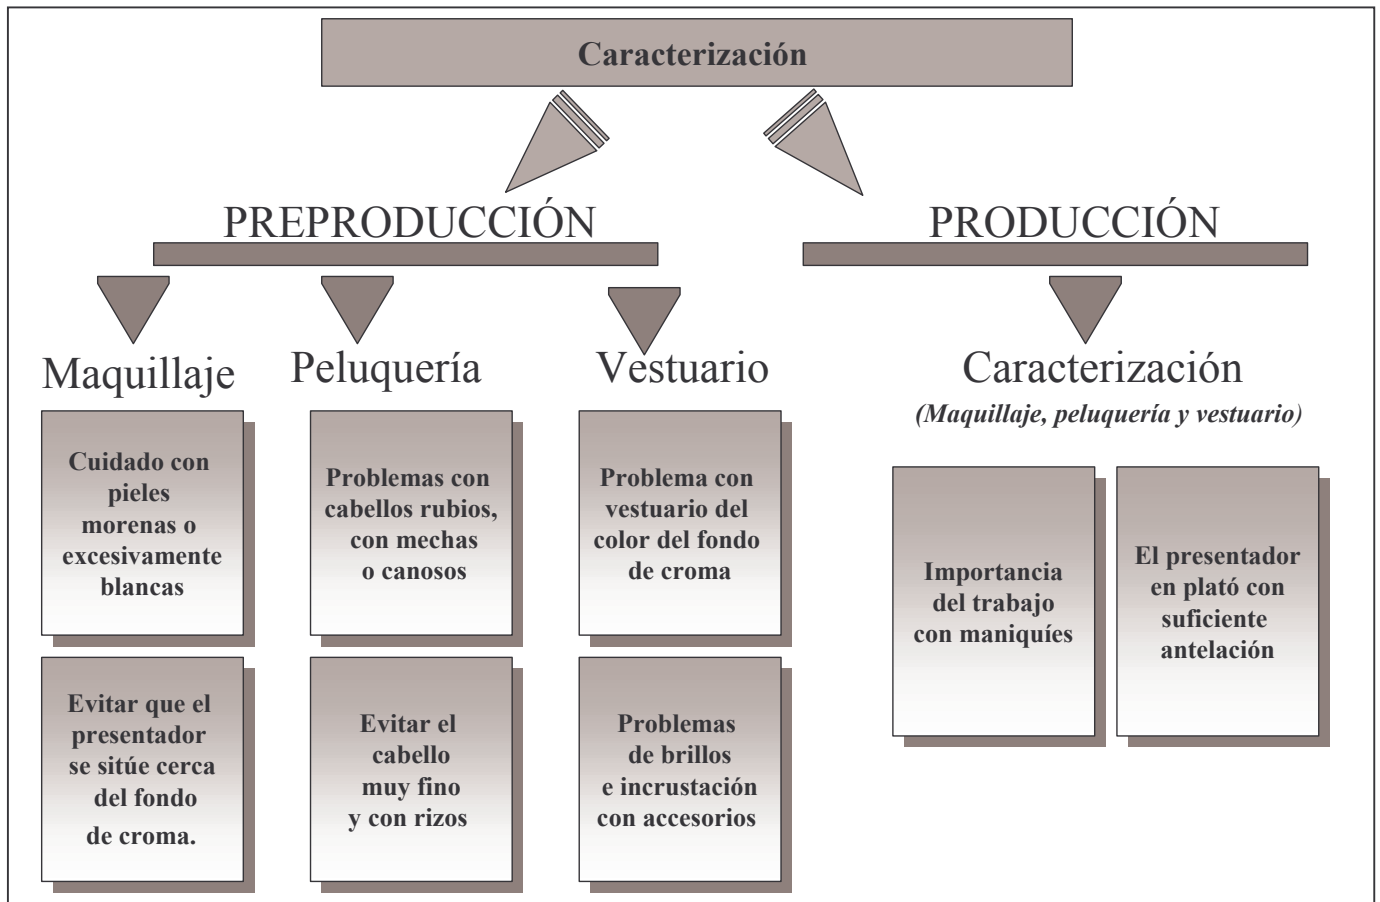 Caracterización
PREPRODUCCIÓN
PRODUCCIÓN
Maquillaje
Peluquería
Vestuario
Caracterización
(Maquillaje, peluquería y vestuario)
Cuidado con
pieles
morenas o
excesivamente
blancas
Problemas con
cabellos rubios,
con mechas
o canosos
Problema con
vestuario del
color del fondo
de croma
Importancia
del trabajo
con maniquíes
El presentador
en plató con
suficiente
antelación
Evitar que el
presentador
se sitúe cerca
del fondo
de croma.
Evitar el
cabello
muy fino
y con rizos
Problemas
de brillos
e incrustación
con accesorios